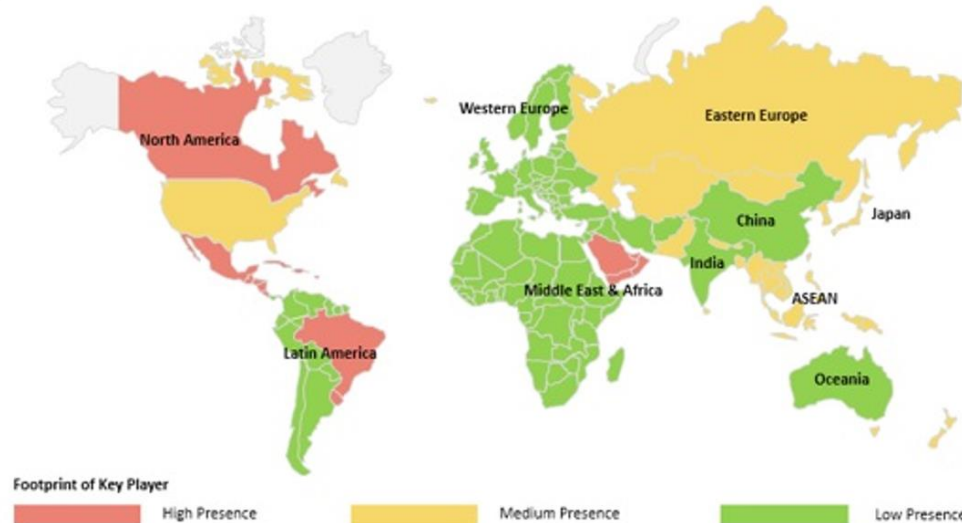 Western Europe
Eastern Europe
North America
China
Japan
India
Middle East & Africa
ASEAN
Latin America
Oceania
Footprint of Key Player
High Presence
Medium Presence
Low Presence